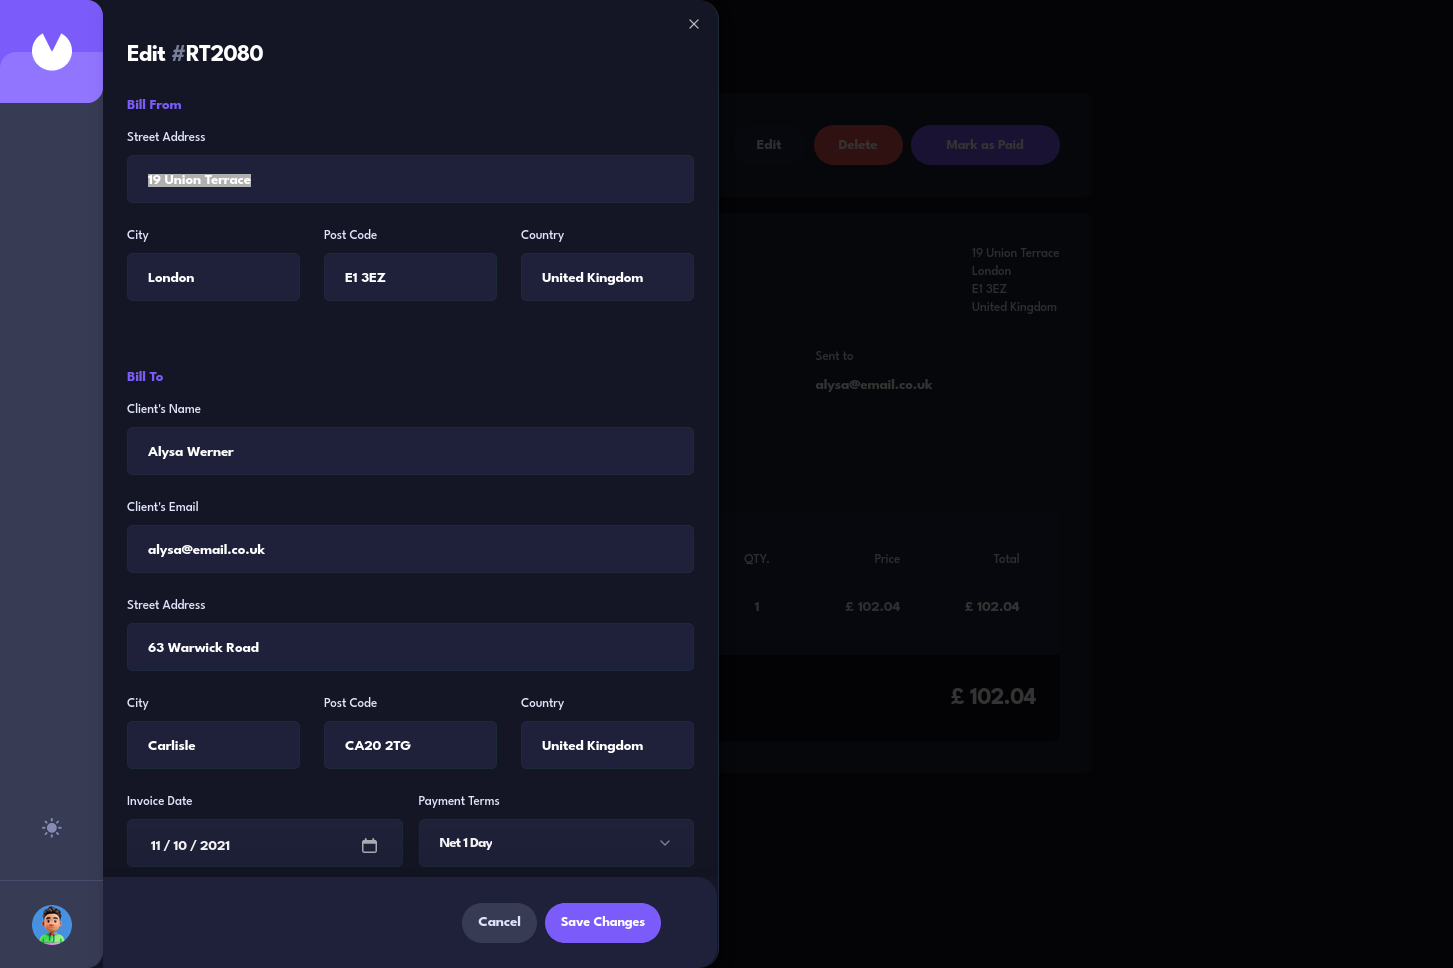 Edit #RT2080
Bill From
Street Address
19 Union Terrace
City
Post Code
Country
London
E1 3EZ
United Kingdom
Bill To
Client's Name
Alysa Werner
Client's Email
alysa@email.co.uk
Street Address
63 Warwick Road
City
Post Code
Country
Carlisle
CA20 2TG
United Kingdom
Invoice Date
Payment Terms
11 / 10 / 2021
Net 1 Day
Cancel
Save Changes
Edit
Delete
Mark as Paid
19 Union Terrace
London
E1 3EZ
United Kingdom
Sent to
alysa@email.co.uk
QTY.
Price
Total
1
£ 102.04
£ 102.04
£ 102.04